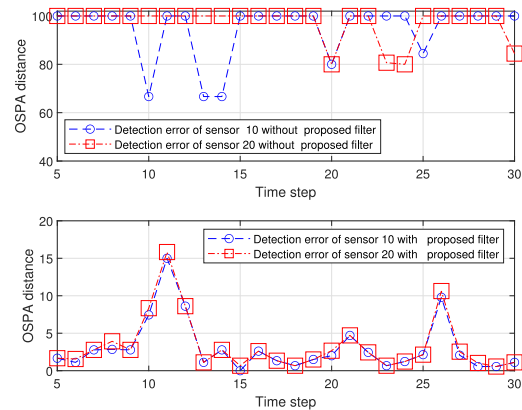 100
80
60
40
OSPA distance
Detection error of sensor 10 without proposed filter
Detection error of sensor 20 without proposed filter
5 10 15 20 25 30
Time step
20
15
10
5
0
OSPA distance
Detection error of sensor 10 with proposed filter
Detection error of sensor 20 with proposed filter
5 10 15 20 25 30
Time step